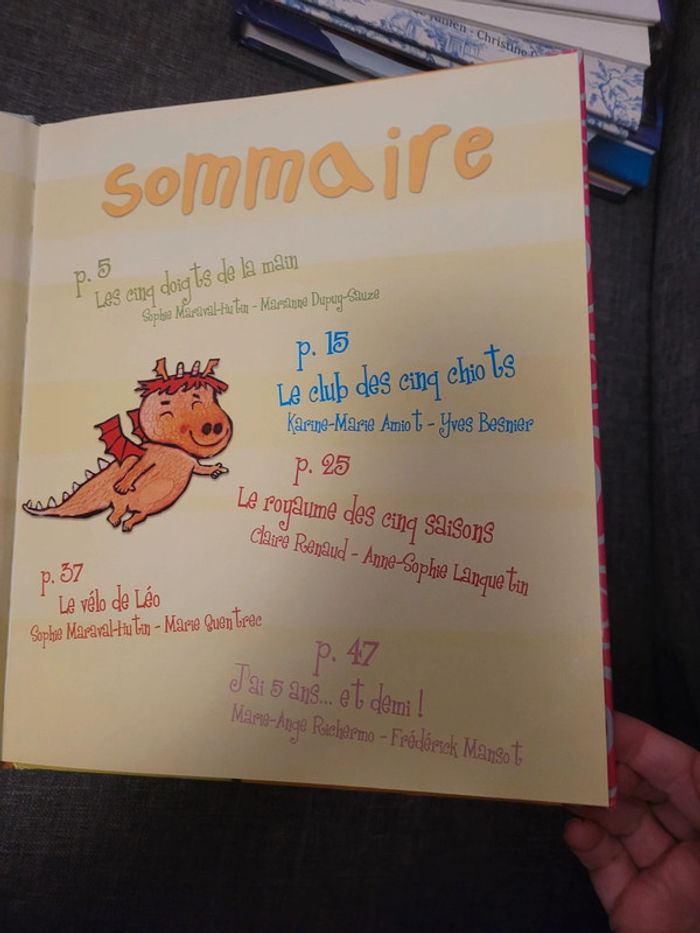 - Christine
sommaire
p. 5
Les cinq doigts de la main
Sophie Maraval-Hutin - Marianne Dupuy-Sauze
p. 15
Le club des cinq chiots
Karine-Marie Amiot - Yves Besnier
p. 25
Le royaume des cinq saisons
Claire Renaud - Anne-Sophie Lanquetin
p. 37
Le vélo de Léo
Sophie Maraval-Hutin - Marie Quentrec
p. 47
J'ai 5 ans... et demi !
Marie-Ange Richermo - Frédérick Mansot